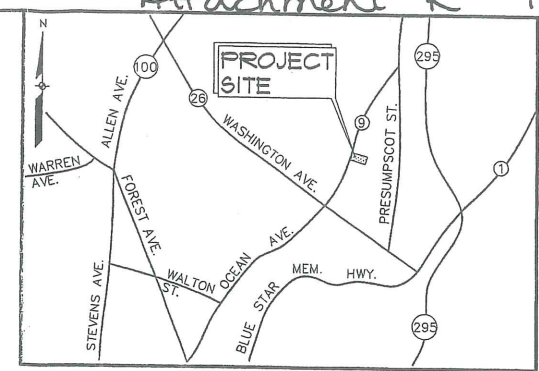 Attachment R
N
PROJECT
SITE
100
26
9
295
1
ALLEN AVE.
WARREN
AVE.
WASHINGTON AVE.
PRESUMPSCOT ST.
FOREST AVE.
STEVENS AVE.
WALTON
ST.
OCEAN AVE.
BLUE STAR MEM. HWY.
295